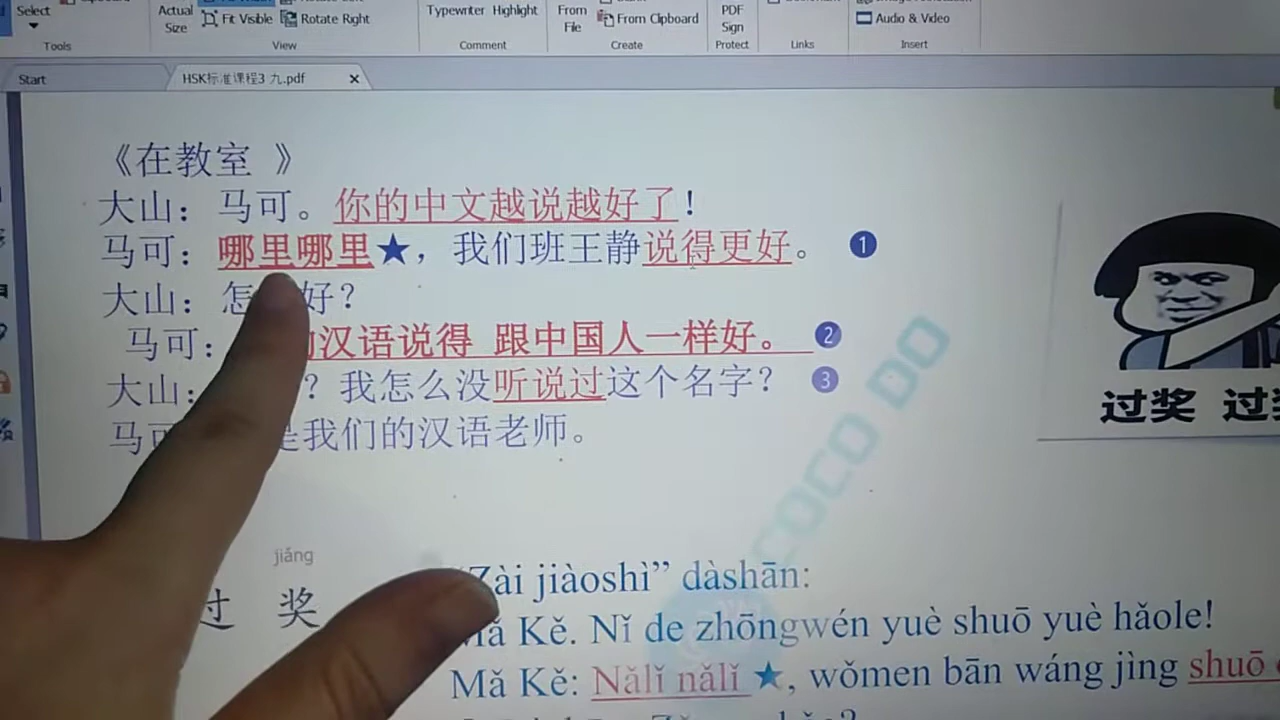 Select
Actual Size
Fit Visible
Rotate Right
Typewriter
Highlight
From File
From Clipboard
PDF Sign
Audio & Video
Tools
View
Comment
Create
Protect
Links
Insert
Start
HSK标准课程3 九.pdf
《在教室 》
大山：马可。你的中文越说越好了！
马可：哪里哪里★，我们班王静说得更好。 1
大山：怎 好？
马可： 汉语说得 跟中国人一样好。 2
大山： ？我怎么没听说过这个名字？ 3
马可 是我们的汉语老师。
过奖 过
COCO DO
jiǎng
过 奖
“Zài jiàoshì” dàshān:
Mǎ Kě. Nǐ de zhōngwén yuè shuō yuè hǎole!
Mǎ Kě: Nǎlǐ nǎlǐ ★, wǒmen bān wáng jìng shuō